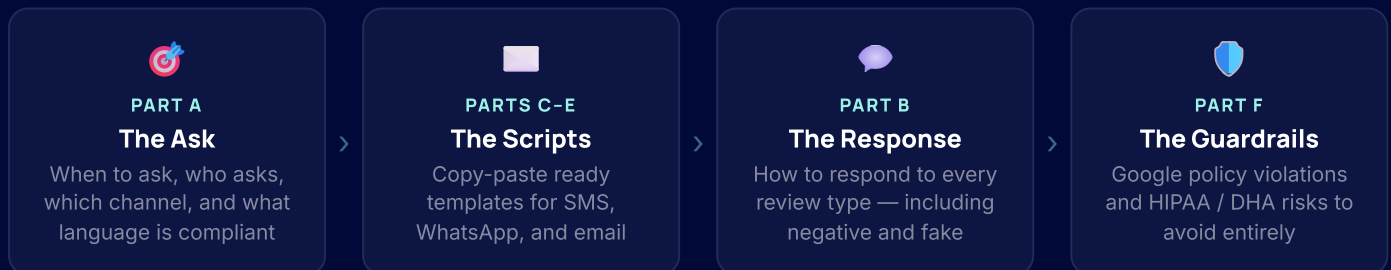 PART A
The Ask
When to ask, who asks,
which channel, and what
language is compliant
PARTS C–E
The Scripts
Copy-paste ready
templates for SMS,
WhatsApp, and email
PART B
The Response
How to respond to every
review type — including
negative and fake
PART F
The Guardrails
Google policy violations
and HIPAA / DHA risks to
avoid entirely